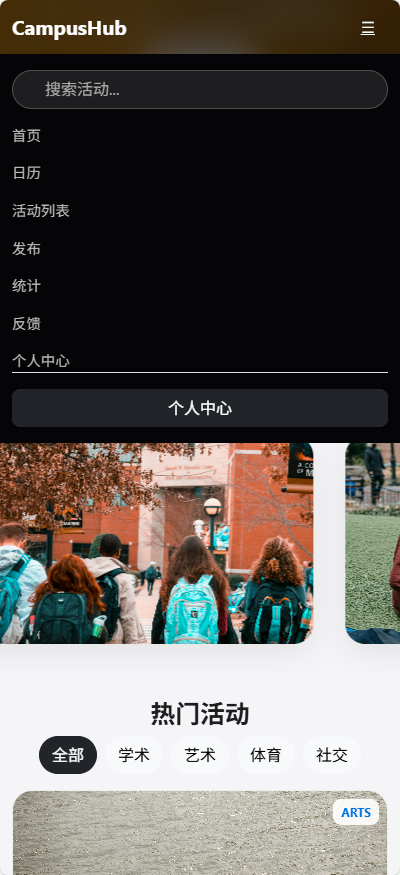 CampusHub
搜索活动...
首页
日历
活动列表
发布
统计
反馈
个人中心
个人中心
热门活动
全部 学术 艺术 体育 社交
ARTS